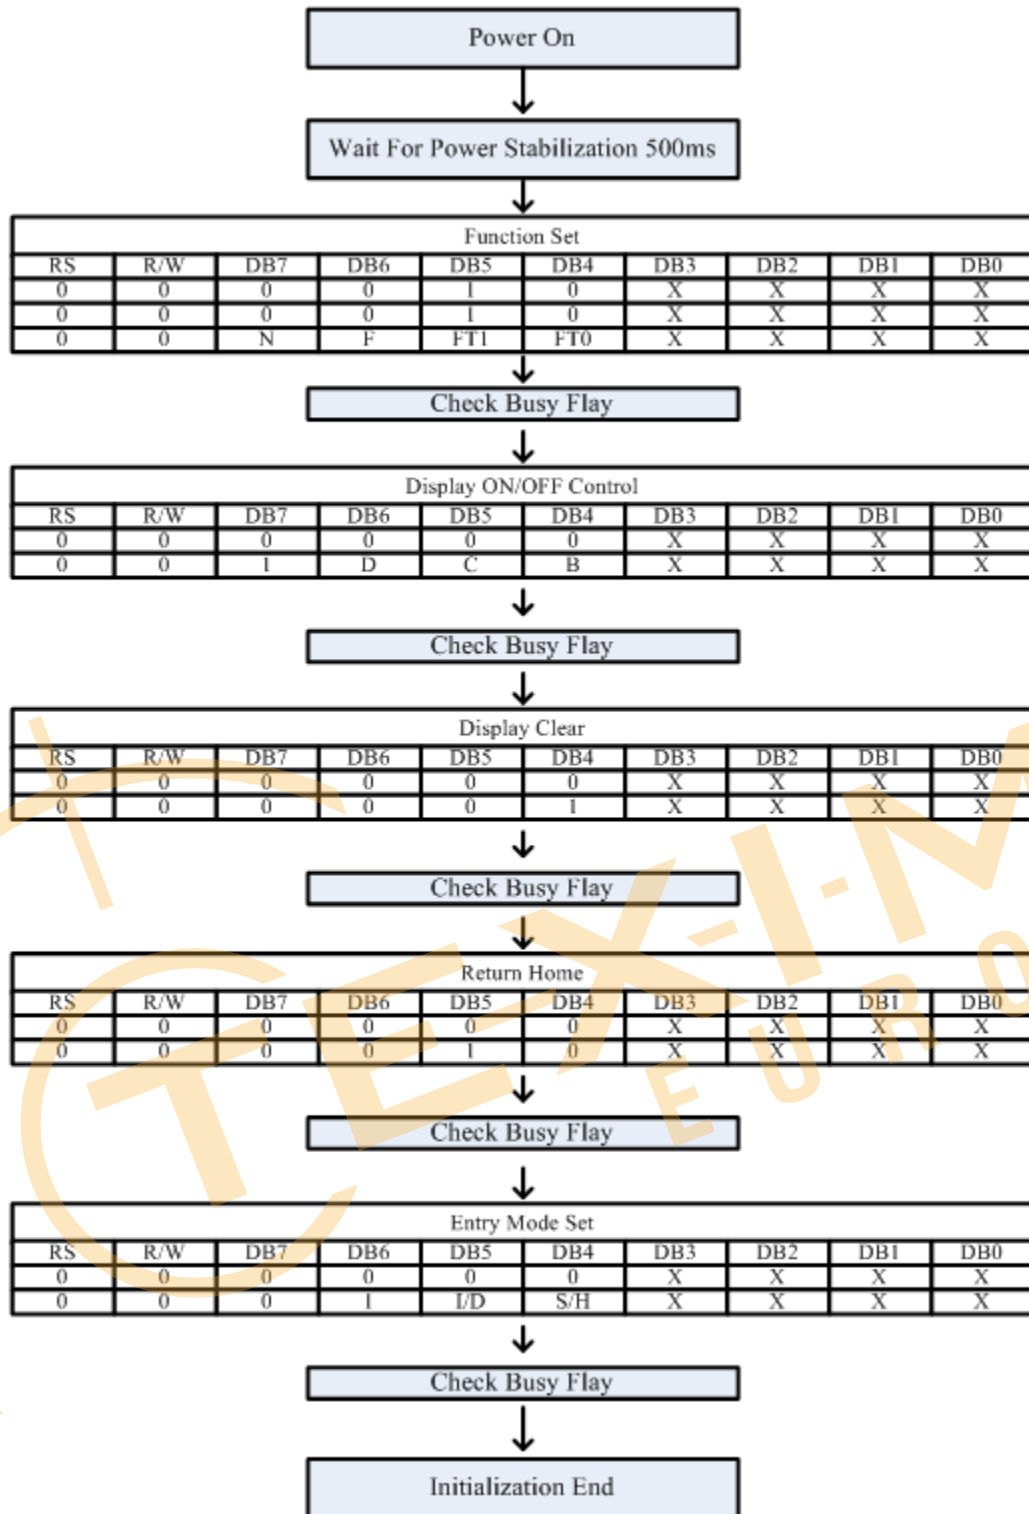 Power On
Wait For Power Stabilization 500ms
Function Set
RS R/W DB7 DB6 DB5 DB4 DB3 DB2 DB1 DB0
0 0 0 0 1 0 X X X X
0 0 0 0 1 0 X X X X
0 0 N F FT1 FT0 X X X X
Check Busy Flay
Display ON/OFF Control
RS R/W DB7 DB6 DB5 DB4 DB3 DB2 DB1 DB0
0 0 0 0 0 0 X X X X
0 0 1 D C B X X X X
Check Busy Flay
Display Clear
RS R/W DB7 DB6 DB5 DB4 DB3 DB2 DB1 DB0
0 0 0 0 0 0 X X X X
0 0 0 0 0 1 X X X X
Check Busy Flay
Return Home
RS R/W DB7 DB6 DB5 DB4 DB3 DB2 DB1 DB0
0 0 0 0 0 0 X X X X
0 0 0 0 1 0 X X X X
Check Busy Flay
Entry Mode Set
RS R/W DB7 DB6 DB5 DB4 DB3 DB2 DB1 DB0
0 0 0 0 0 0 X X X X
0 0 0 1 I/D S/H X X X X
Check Busy Flay
Initialization End
TEX-I-M
EURO